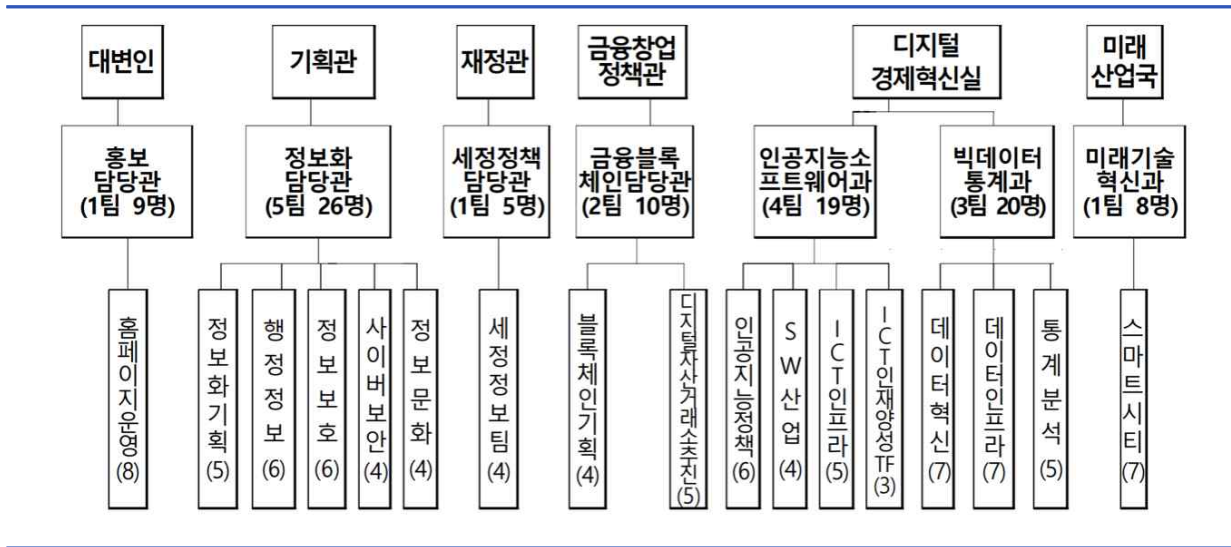 대변인
기획관
재정관
금융창업
정책관
디지털
경제혁신실
미래
산업국
홍보
담당관
(1팀 9명)
정보화
담당관
(5팀 26명)
세정정책
담당관
(1팀 5명)
금융블록
체인담당관
(2팀 10명)
인공지능소
프트웨어과
(4팀 19명)
빅데이터
통계과
(3팀 20명)
미래기술
혁신과
(1팀 8명)
홈페이지운영(8)
정보화기획(5)
행정정보(6)
정보보호(6)
사이버보안(4)
정보문화(4)
세정정보팀(4)
블록체인기획(4)
디지털자산거래소추진(5)
인공지능정책(6)
SW산업(4)
ICT인프라(5)
ICT인재양성TF(3)
데이터혁신(7)
데이터인프라(7)
통계분석(5)
스마트시티(7)